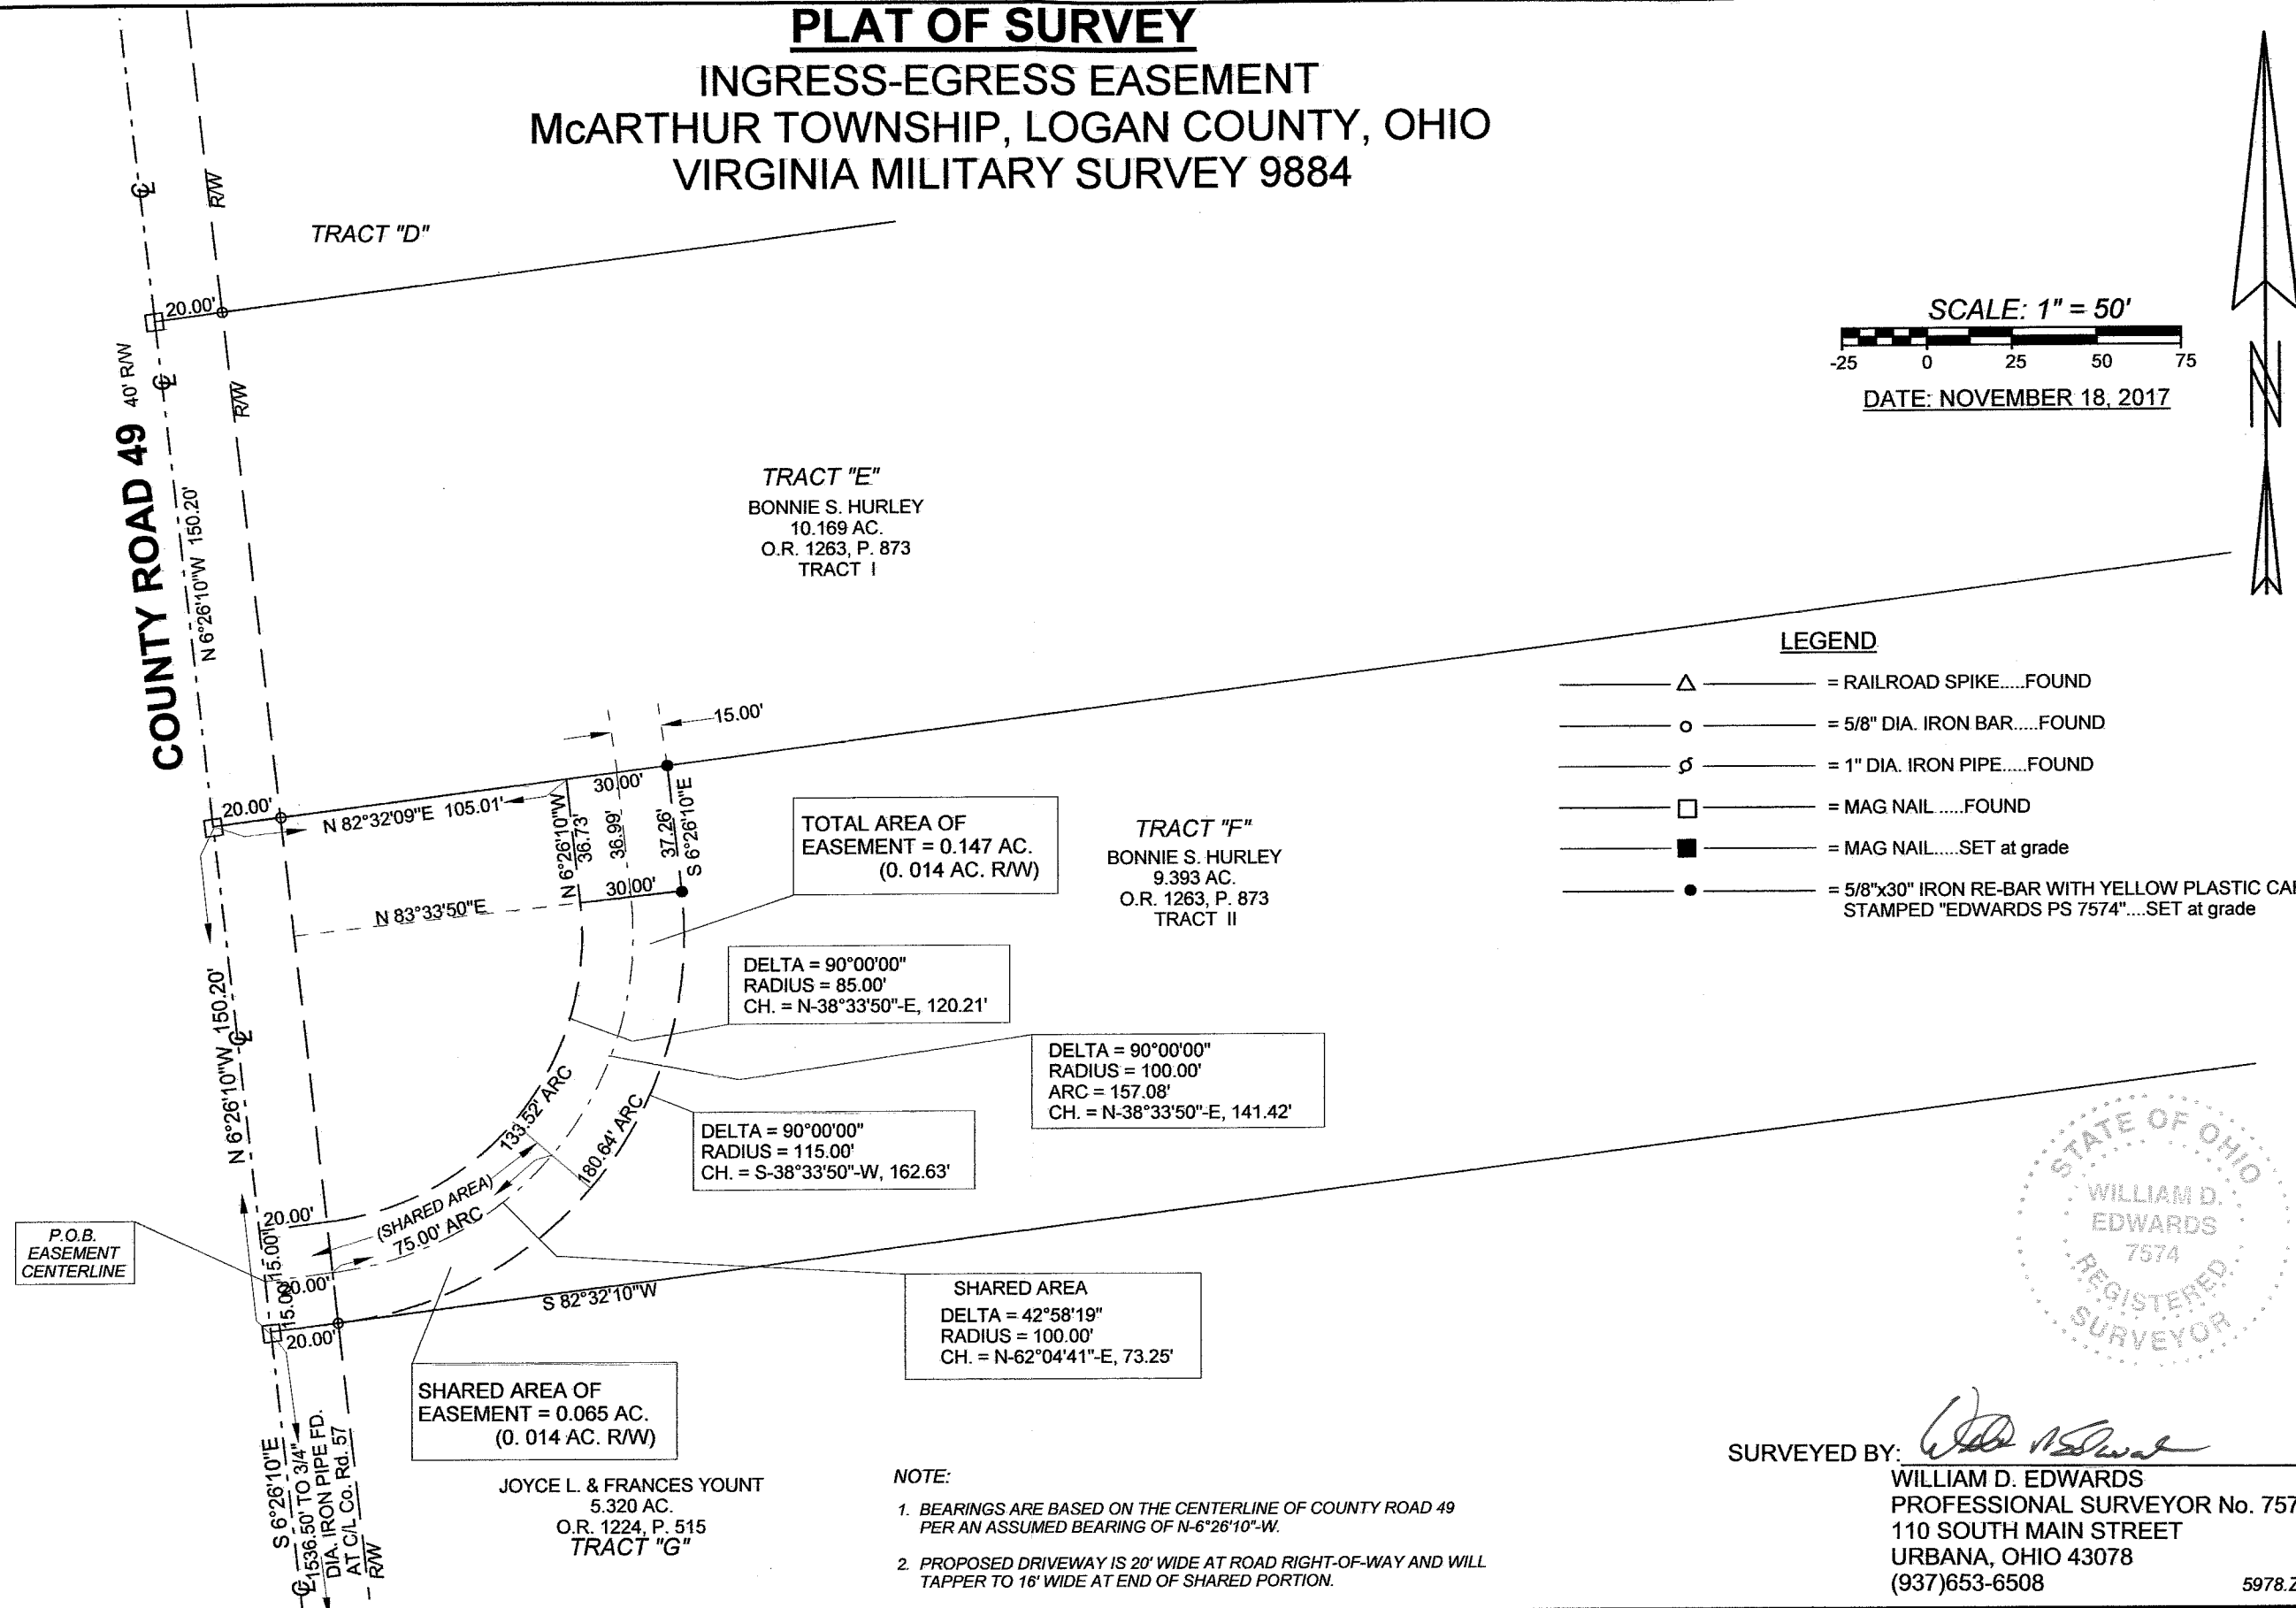 PLAT OF SURVEY
INGRESS-EGRESS EASEMENT
McARTHUR TOWNSHIP, LOGAN COUNTY, OHIO
VIRGINIA MILITARY SURVEY 9884
TRACT "D"
R/W
20.00'
COUNTY ROAD 49 40' R/W
R/W
N 6°26'10"W 150.20'
SCALE: 1" = 50'
-25 0 25 50 75
DATE: NOVEMBER 18, 2017
N
TRACT "E"
BONNIE S. HURLEY
10.169 AC.
O.R. 1263, P. 873
TRACT I
LEGEND
= RAILROAD SPIKE.....FOUND
= 5/8" DIA. IRON BAR.....FOUND
= 1" DIA. IRON PIPE.....FOUND
= MAG NAIL .....FOUND
= MAG NAIL.....SET at grade
= 5/8"x30" IRON RE-BAR WITH YELLOW PLASTIC
STAMPED "EDWARDS PS 7574"....SET at grade
15.00'
20.00'
N 82°32'09"E 105.01'
30.00'
N 6°26'10"W
36.73'
36.99'
37.26'
S 6°26'10"E
30.00'
N 83°33'50"E
TOTAL AREA OF
EASEMENT = 0.147 AC.
(0. 014 AC. R/W)
TRACT "F"
BONNIE S. HURLEY
9.393 AC.
O.R. 1263, P. 873
TRACT II
DELTA = 90°00'00"
RADIUS = 85.00'
CH. = N-38°33'50"-E, 120.21'
DELTA = 90°00'00"
RADIUS = 100.00'
ARC = 157.08'
CH. = N-38°33'50"-E, 141.42'
DELTA = 90°00'00"
RADIUS = 115.00'
CH. = S-38°33'50"-W, 162.63'
N 6°26'10"W 150.20'
133.52' ARC
180.64' ARC
(SHARED AREA)
75.00' ARC
20.00'
15.00'
20.00'
15.00'
20.00'
P.O.B.
EASEMENT
CENTERLINE
S 82°32'10"W
SHARED AREA
DELTA = 42°58'19"
RADIUS = 100.00'
CH. = N-62°04'41"-E, 73.25'
SHARED AREA OF
EASEMENT = 0.065 AC.
(0. 014 AC. R/W)
S 6°26'10"E
1536.50' TO 3/4"
DIA. IRON PIPE FD.
AT C/L Co. Rd. 57
R/W
JOYCE L. & FRANCES YOUNT
5.320 AC.
O.R. 1224, P. 515
TRACT "G"
NOTE:
1. BEARINGS ARE BASED ON THE CENTERLINE OF COUNTY ROAD 49
PER AN ASSUMED BEARING OF N-6°26'10"-W.
2. PROPOSED DRIVEWAY IS 20' WIDE AT ROAD RIGHT-OF-WAY AND WILL
TAPPER TO 16' WIDE AT END OF SHARED PORTION.
STATE OF OHIO
WILLIAM D.
EDWARDS
7574
REGISTERED
SURVEYOR
SURVEYED BY:
WILLIAM D. EDWARDS
PROFESSIONAL SURVEYOR No.
110 SOUTH MAIN STREET
URBANA, OHIO 43078
(937)653-6508